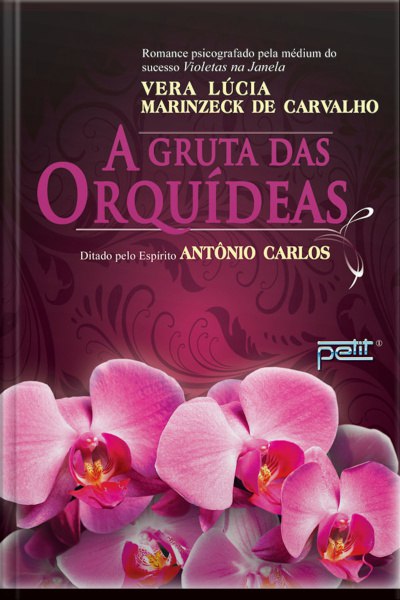 Romance psicografado pela médium do
sucesso Violetas na Janela
VERA LÚCIA
MARINZECK DE CARVALHO
A GRUTA DAS
ORQUÍDEAS
Ditado pelo Espírito ANTÔNIO CARLOS
petit®